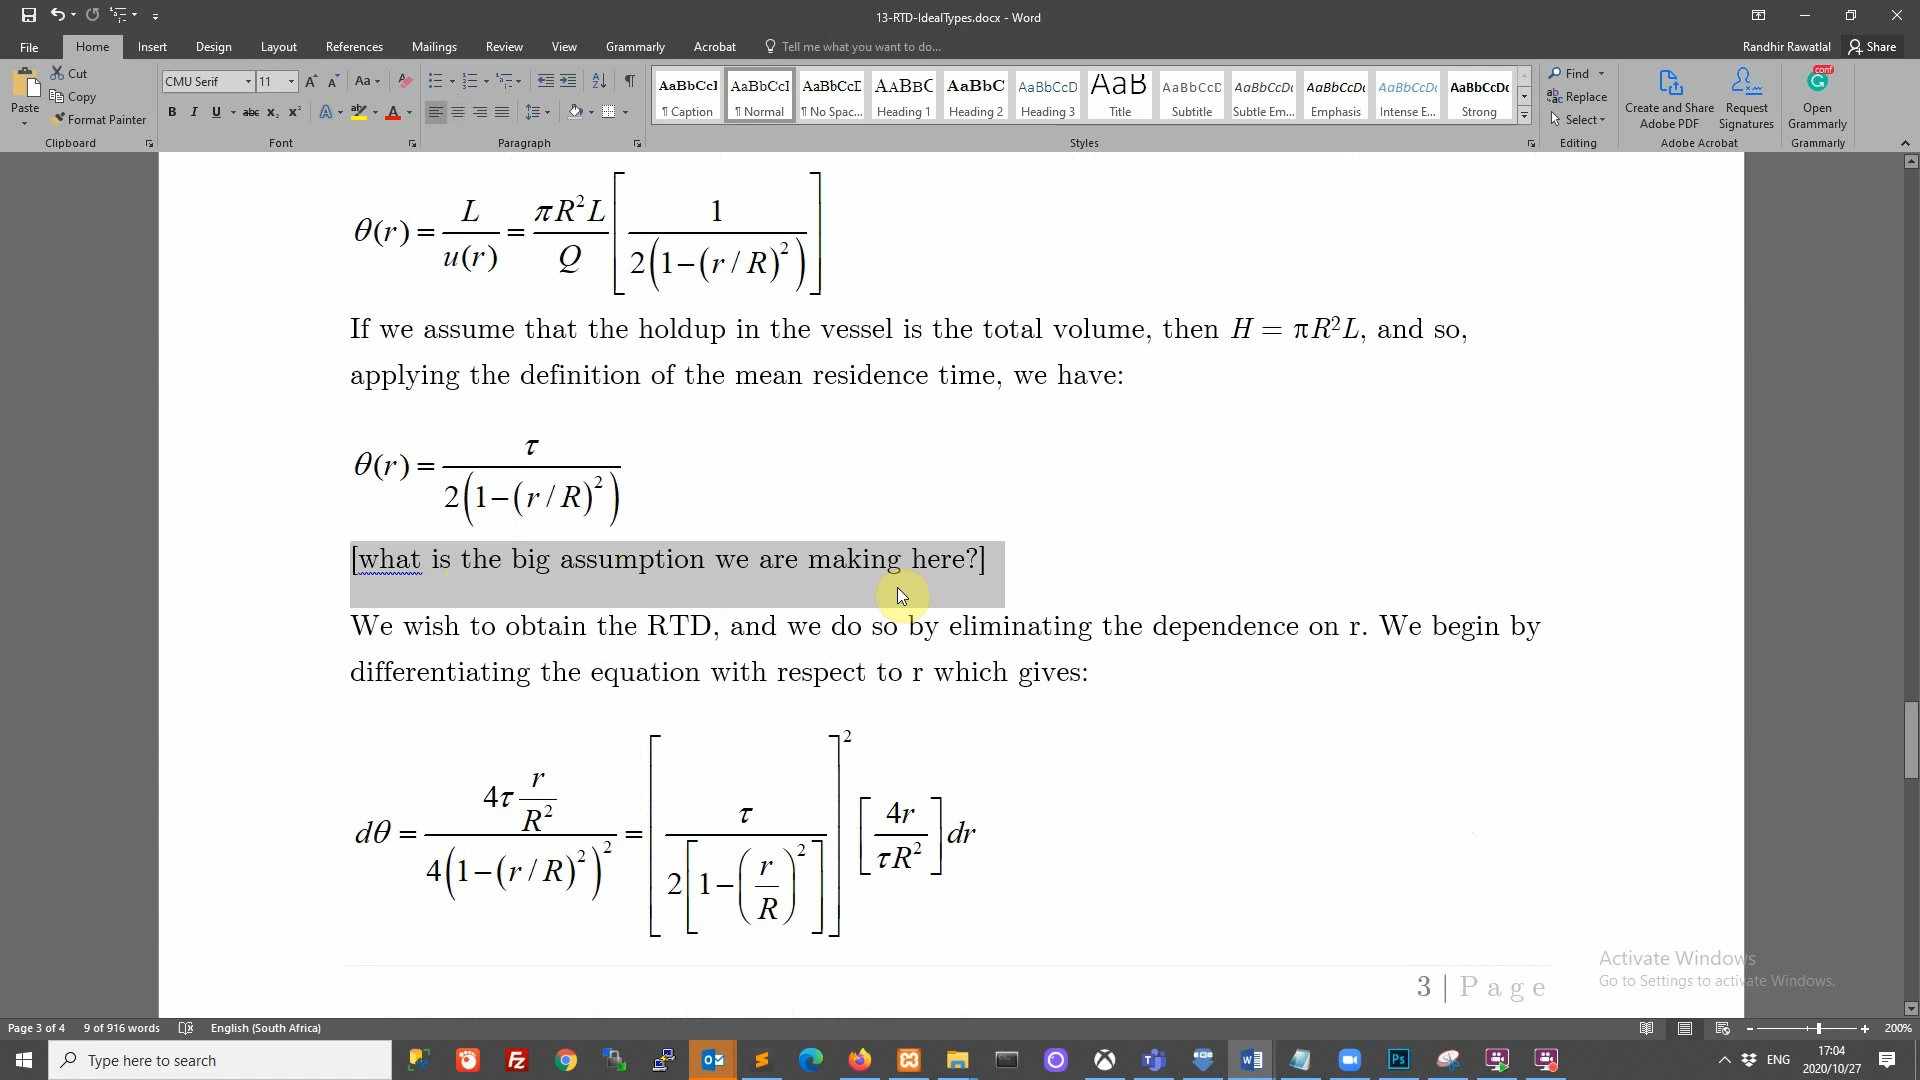 13-RTD-IdealTypes.docx - Word
File Home Insert Design Layout References Mailings Review View Grammarly Acrobat Tell me what you want to do... Randhir Rawatlal Share
Paste Cut Copy Format Painter Clipboard
CMU Serif 11 Font
Paragraph
AaBbCcI ¶ Caption
AaBbCcI ¶ Normal
AaBbCcD ¶ No Spac...
AaBbC Heading 1
AaBbC Heading 2
AaBbCcD Heading 3
AaB Title
AaBbCcD Subtitle
AaBbCcDc Subtle Em...
AaBbCcDc Emphasis
AaBbCcDc Intense E...
AaBbCcDc Strong
Styles
Find Replace Select Editing
Create and Share Adobe PDF Request Signatures Adobe Acrobat
conf Open Grammarly Grammarly
θ(r) = L / u(r) = πR²L / Q [ 1 / 2(1−(r / R)²) ]
If we assume that the holdup in the vessel is the total volume, then H = πR²L, and so,
applying the definition of the mean residence time, we have:
θ(r) = τ / 2(1−(r / R)²)
[what is the big assumption we are making here?]
We wish to obtain the RTD, and we do so by eliminating the dependence on r. We begin by
differentiating the equation with respect to r which gives:
dθ = 4τ r/R² / 4(1−(r / R)²)² = [ τ / 2[1−(r/R)²] ]² [ 4r / τR² ] dr
3 | Page
Activate Windows
Go to Settings to activate Windows.
Page 3 of 4 9 of 916 words English (South Africa) 200%
Type here to search
ENG 17:04
2020/10/27